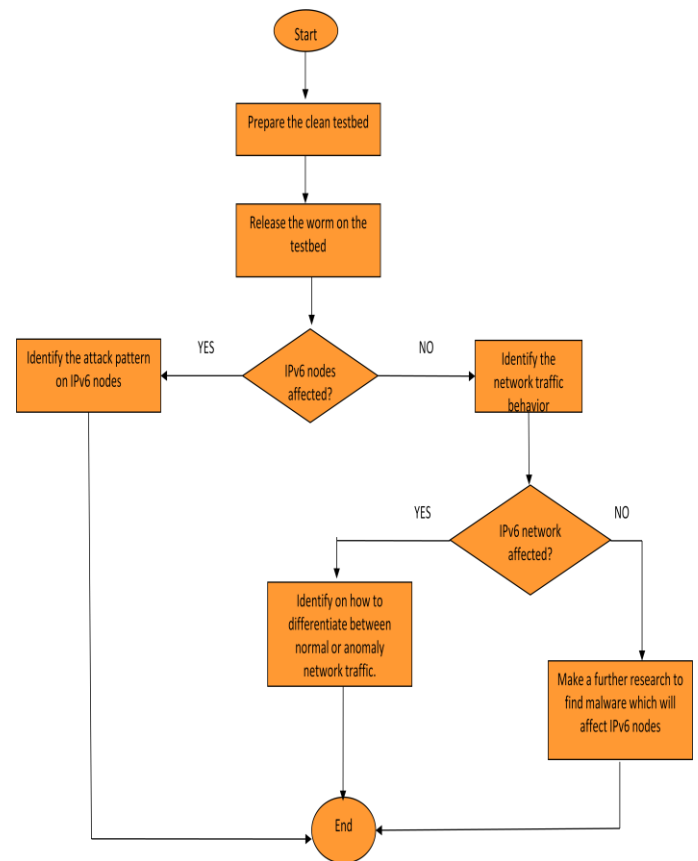 Start
Prepare the clean testbed
Release the worm on the
testbed
YES
NO
Identify the attack pattern
on IPv6 nodes
IPv6 nodes
affected?
Identify the
network traffic
behavior
YES
NO
IPv6 network
affected?
Identify on how to
differentiate between
normal or anomaly
network traffic.
Make a further research to
find malware which will
affect IPv6 nodes
End